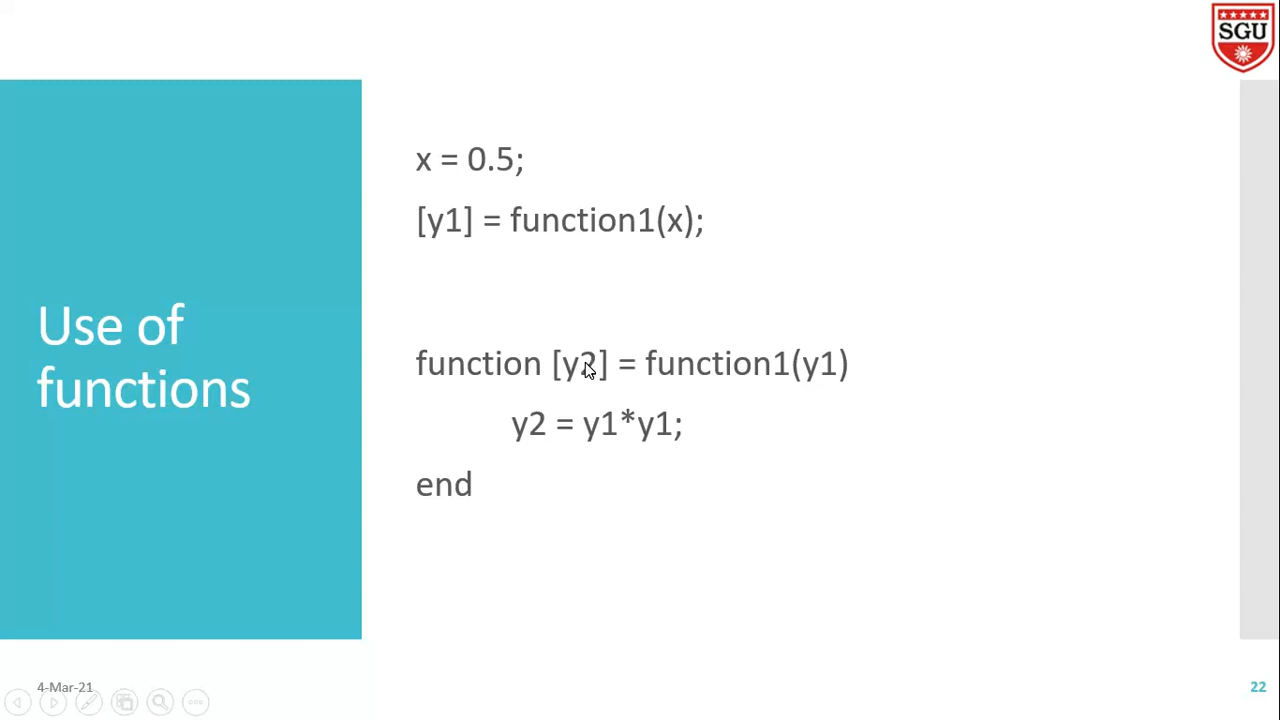 SGU
x = 0.5;
[y1] = function1(x);
Use of
functions
function [y2] = function1(y1)
y2 = y1*y1;
end
4-Mar-21
22